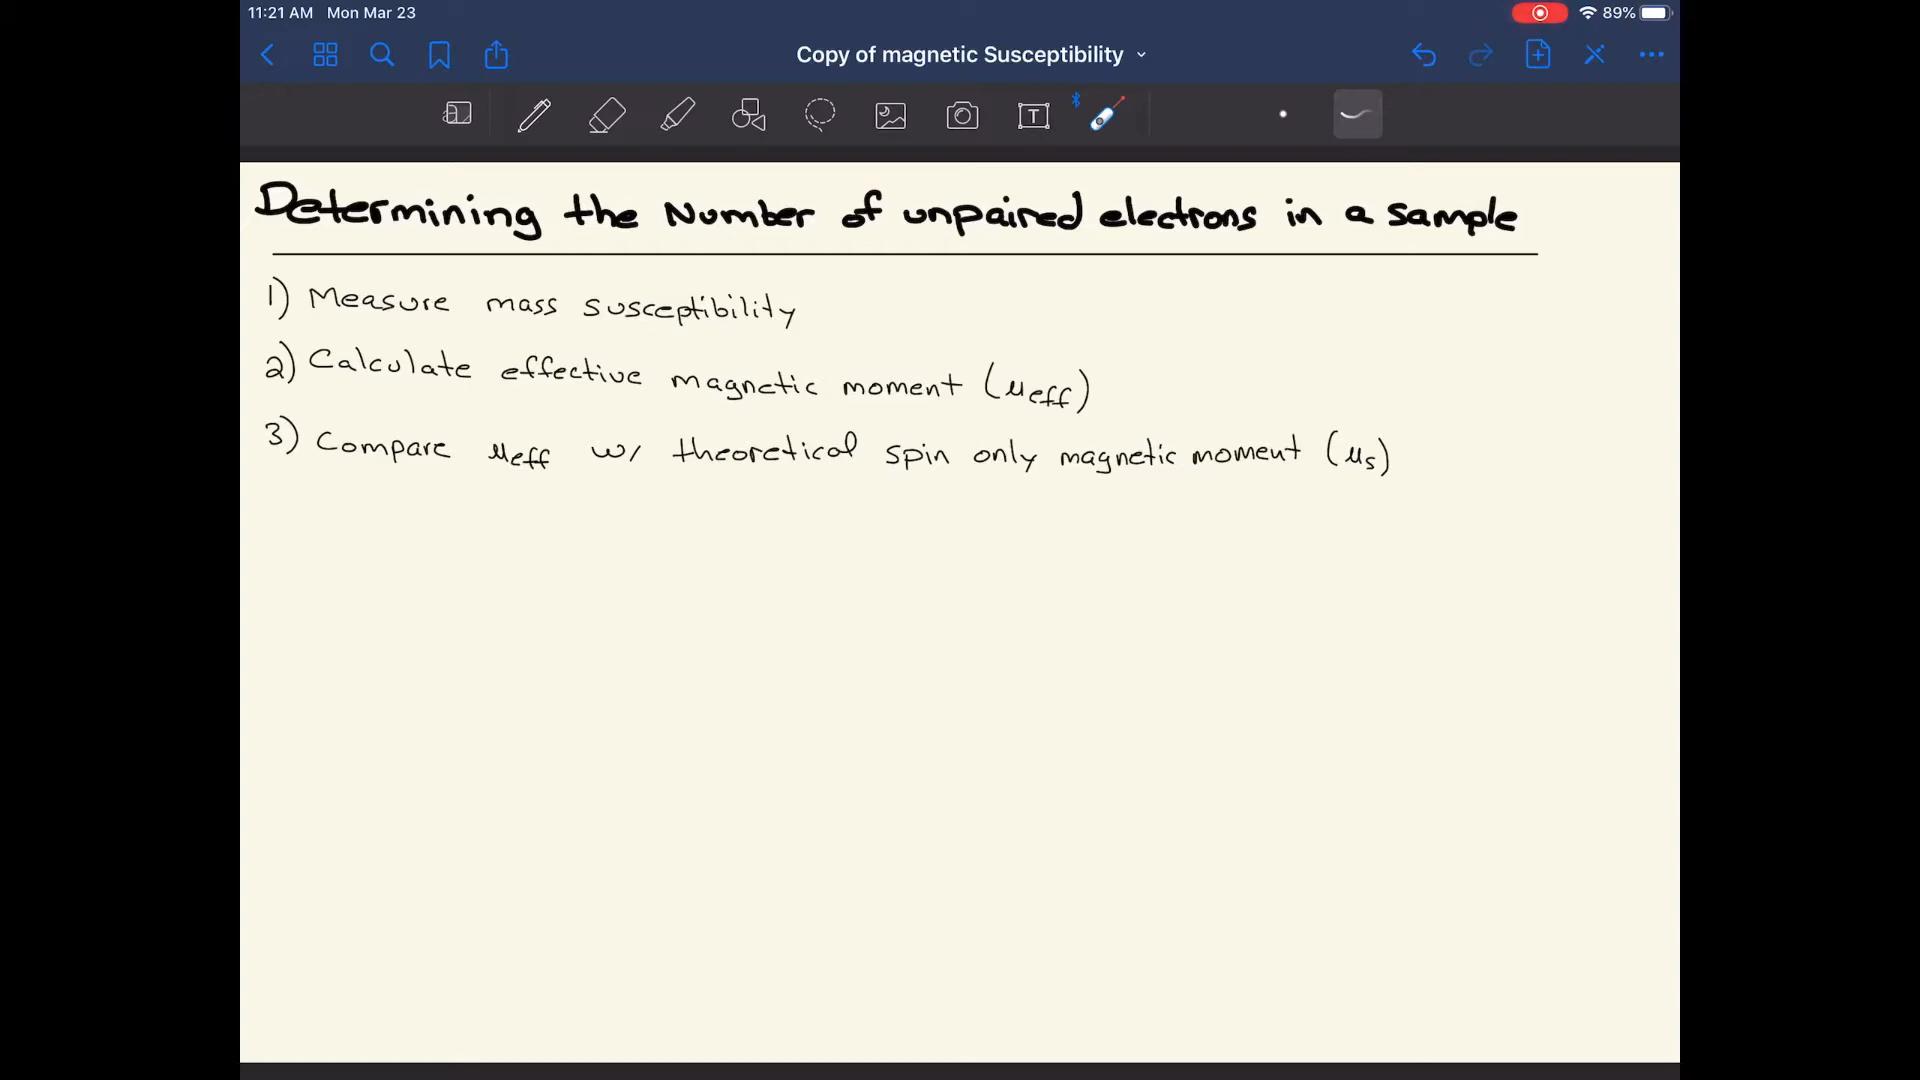 11:21 AM Mon Mar 23
89%
Copy of magnetic Susceptibility
T
Determining the Number of unpaired electrons in a sample
1) Measure mass susceptibility
2) Calculate effective magnetic moment (μeff)
3) Compare μeff w/ theoretical spin only magnetic moment (μs)